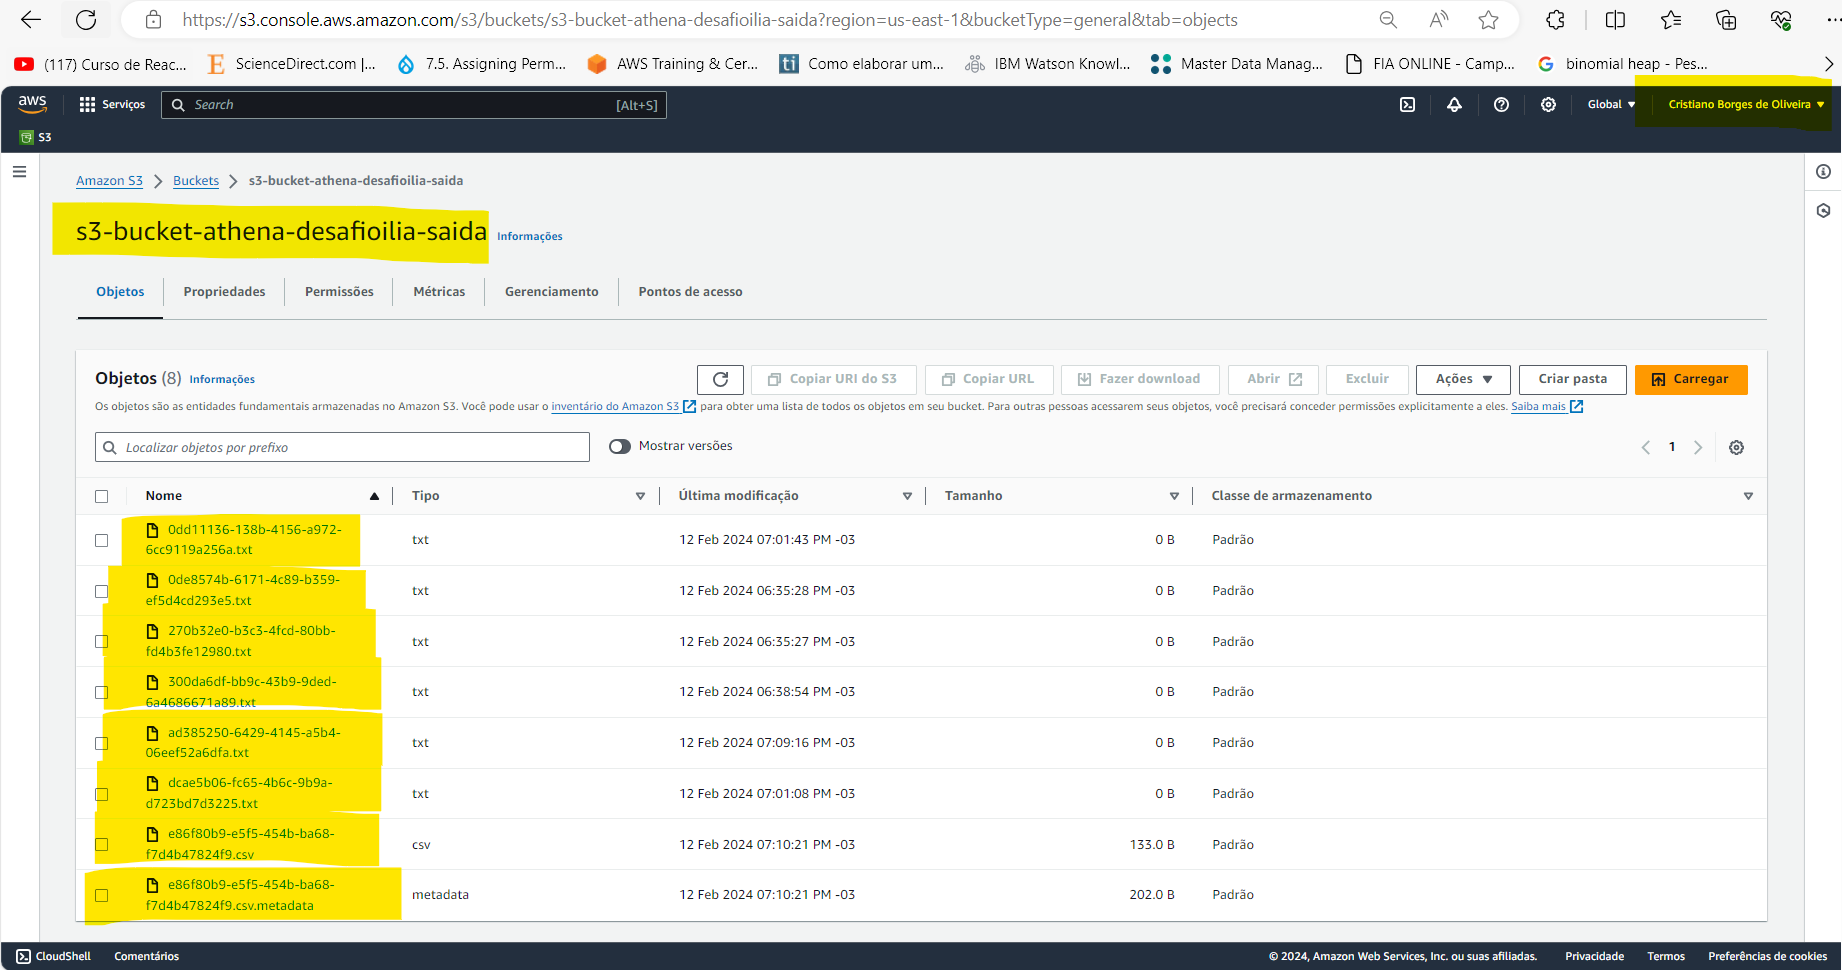 https://s3.console.aws.amazon.com/s3/buckets/s3-bucket-athena-desafioilia-saida?region=us-east-1&bucketType=general&tab=objects
(117) Curso de Reac... ScienceDirect.com |... 7.5. Assigning Perm... AWS Training & Cer... ti Como elaborar um... IBM Watson Knowl... Master Data Manag... FIA ONLINE - Camp... binomial heap - Pes...
aws Serviços Search [Alt+S] Global Cristiano Borges de Oliveira
S3
Amazon S3 Buckets s3-bucket-athena-desafioilia-saida
s3-bucket-athena-desafioilia-saida Informações
Objetos Propriedades Permissões Métricas Gerenciamento Pontos de acesso
Objetos (8) Informações Copiar URI do S3 Copiar URL Fazer download Abrir Excluir Ações Criar pasta Carregar
Os objetos são as entidades fundamentais armazenadas no Amazon S3. Você pode usar o inventário do Amazon S3 para obter uma lista de todos os objetos em seu bucket. Para outras pessoas acessarem seus objetos, você precisará conceder permissões explicitamente a eles. Saiba mais
Localizar objetos por prefixo Mostrar versões 1
Nome Tipo Última modificação Tamanho Classe de armazenamento
0dd11136-138b-4156-a972-
6cc9119a256a.txt txt 12 Feb 2024 07:01:43 PM -03 0 B Padrão
0de8574b-6171-4c89-b359-
ef5d4cd293e5.txt txt 12 Feb 2024 06:35:28 PM -03 0 B Padrão
270b32e0-b3c3-4fcd-80bb-
fd4b3fe12980.txt txt 12 Feb 2024 06:35:27 PM -03 0 B Padrão
300da6df-bb9c-43b9-9ded-
6a4686671a89.txt txt 12 Feb 2024 06:38:54 PM -03 0 B Padrão
ad385250-6429-4145-a5b4-
06eef52a6dfa.txt txt 12 Feb 2024 07:09:16 PM -03 0 B Padrão
dcae5b06-fc65-4b6c-9b9a-
d723bd7d3225.txt txt 12 Feb 2024 07:01:08 PM -03 0 B Padrão
e86f80b9-e5f5-454b-ba68-
f7d4b47824f9.csv csv 12 Feb 2024 07:10:21 PM -03 133.0 B Padrão
e86f80b9-e5f5-454b-ba68-
f7d4b47824f9.csv.metadata metadata 12 Feb 2024 07:10:21 PM -03 202.0 B Padrão
CloudShell Comentários © 2024, Amazon Web Services, Inc. ou suas afiliadas. Privacidade Termos Preferências de cookies